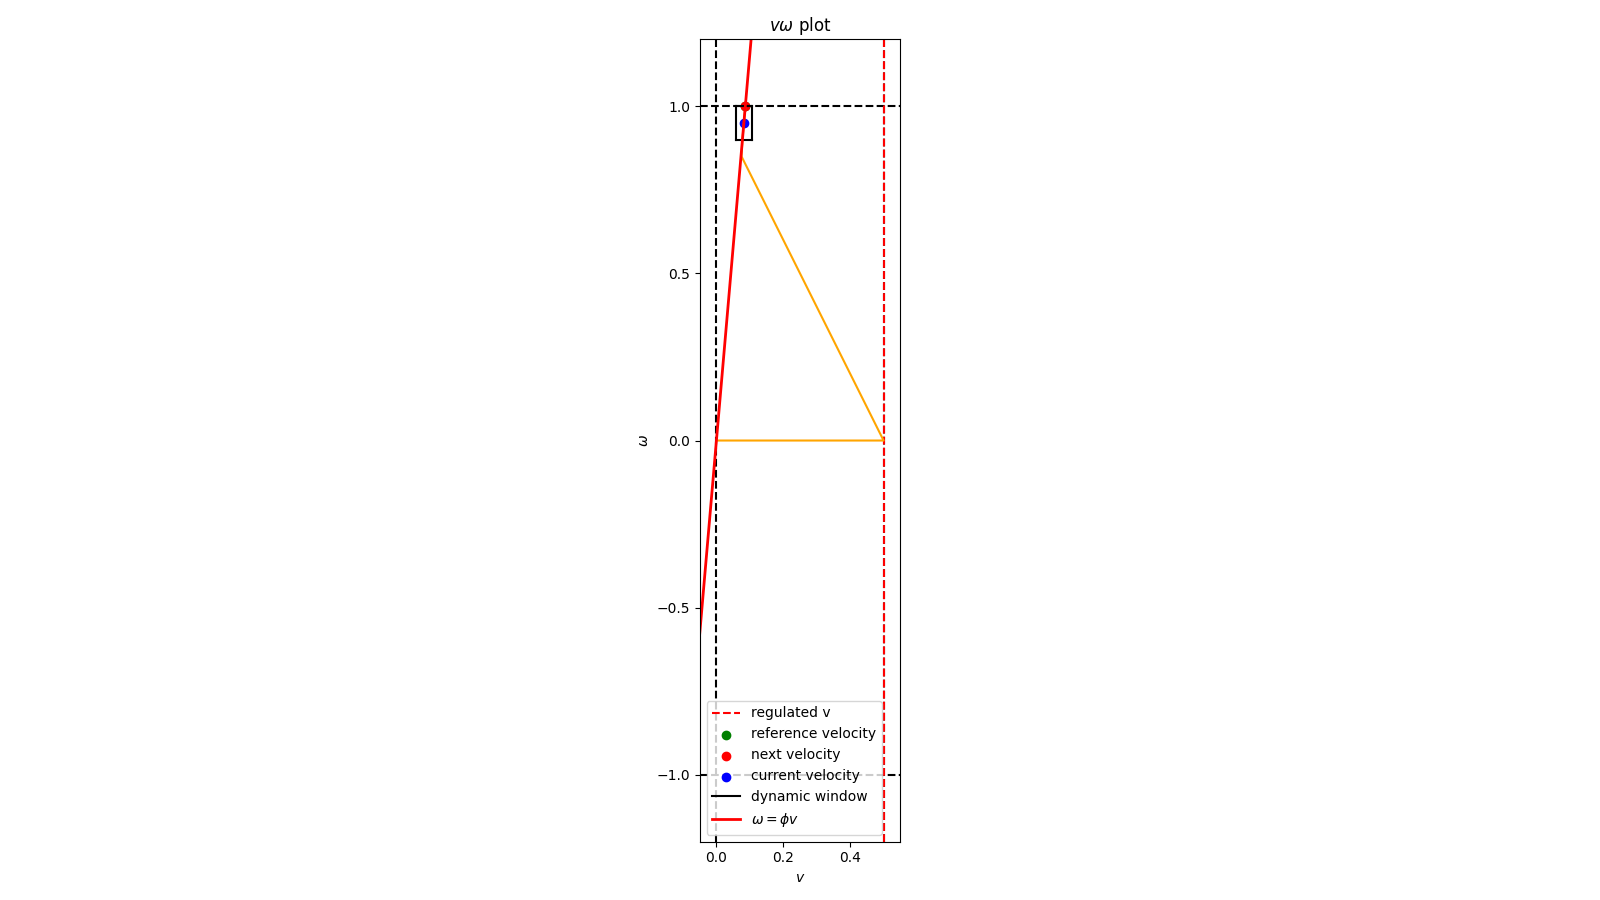 vω plot
1.0
0.5
0.0
−0.5
−1.0
ω
regulated v
reference velocity
next velocity
current velocity
dynamic window
ω = ϕv
0.0 0.2 0.4
v